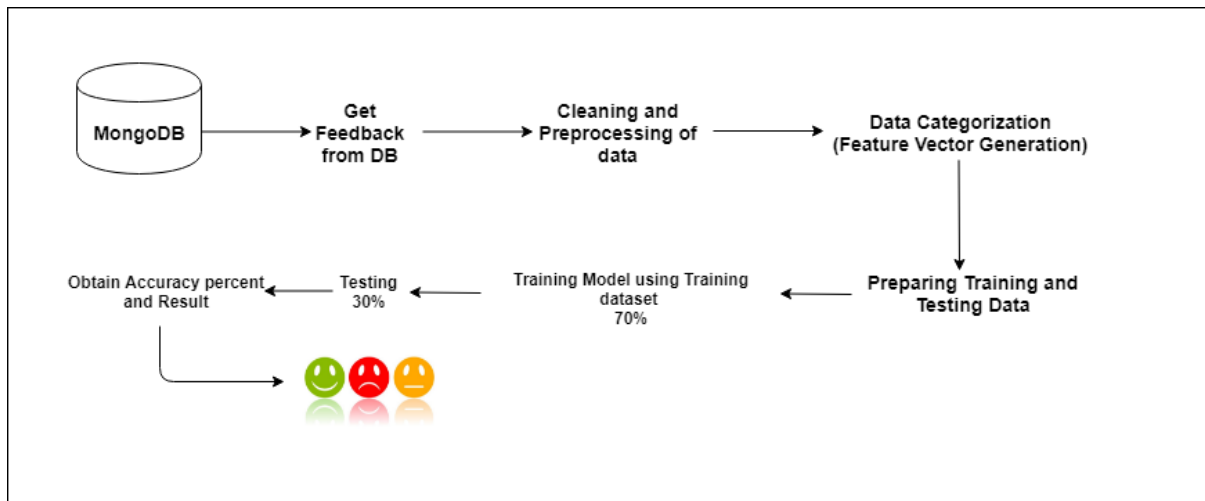 MongoDB
Get
Feedback
from DB
Cleaning and
Preprocessing of
data
Data Categorization
(Feature Vector Generation)
Preparing Training and
Testing Data
Training Model using Training
dataset
70%
Testing
30%
Obtain Accuracy percent
and Result